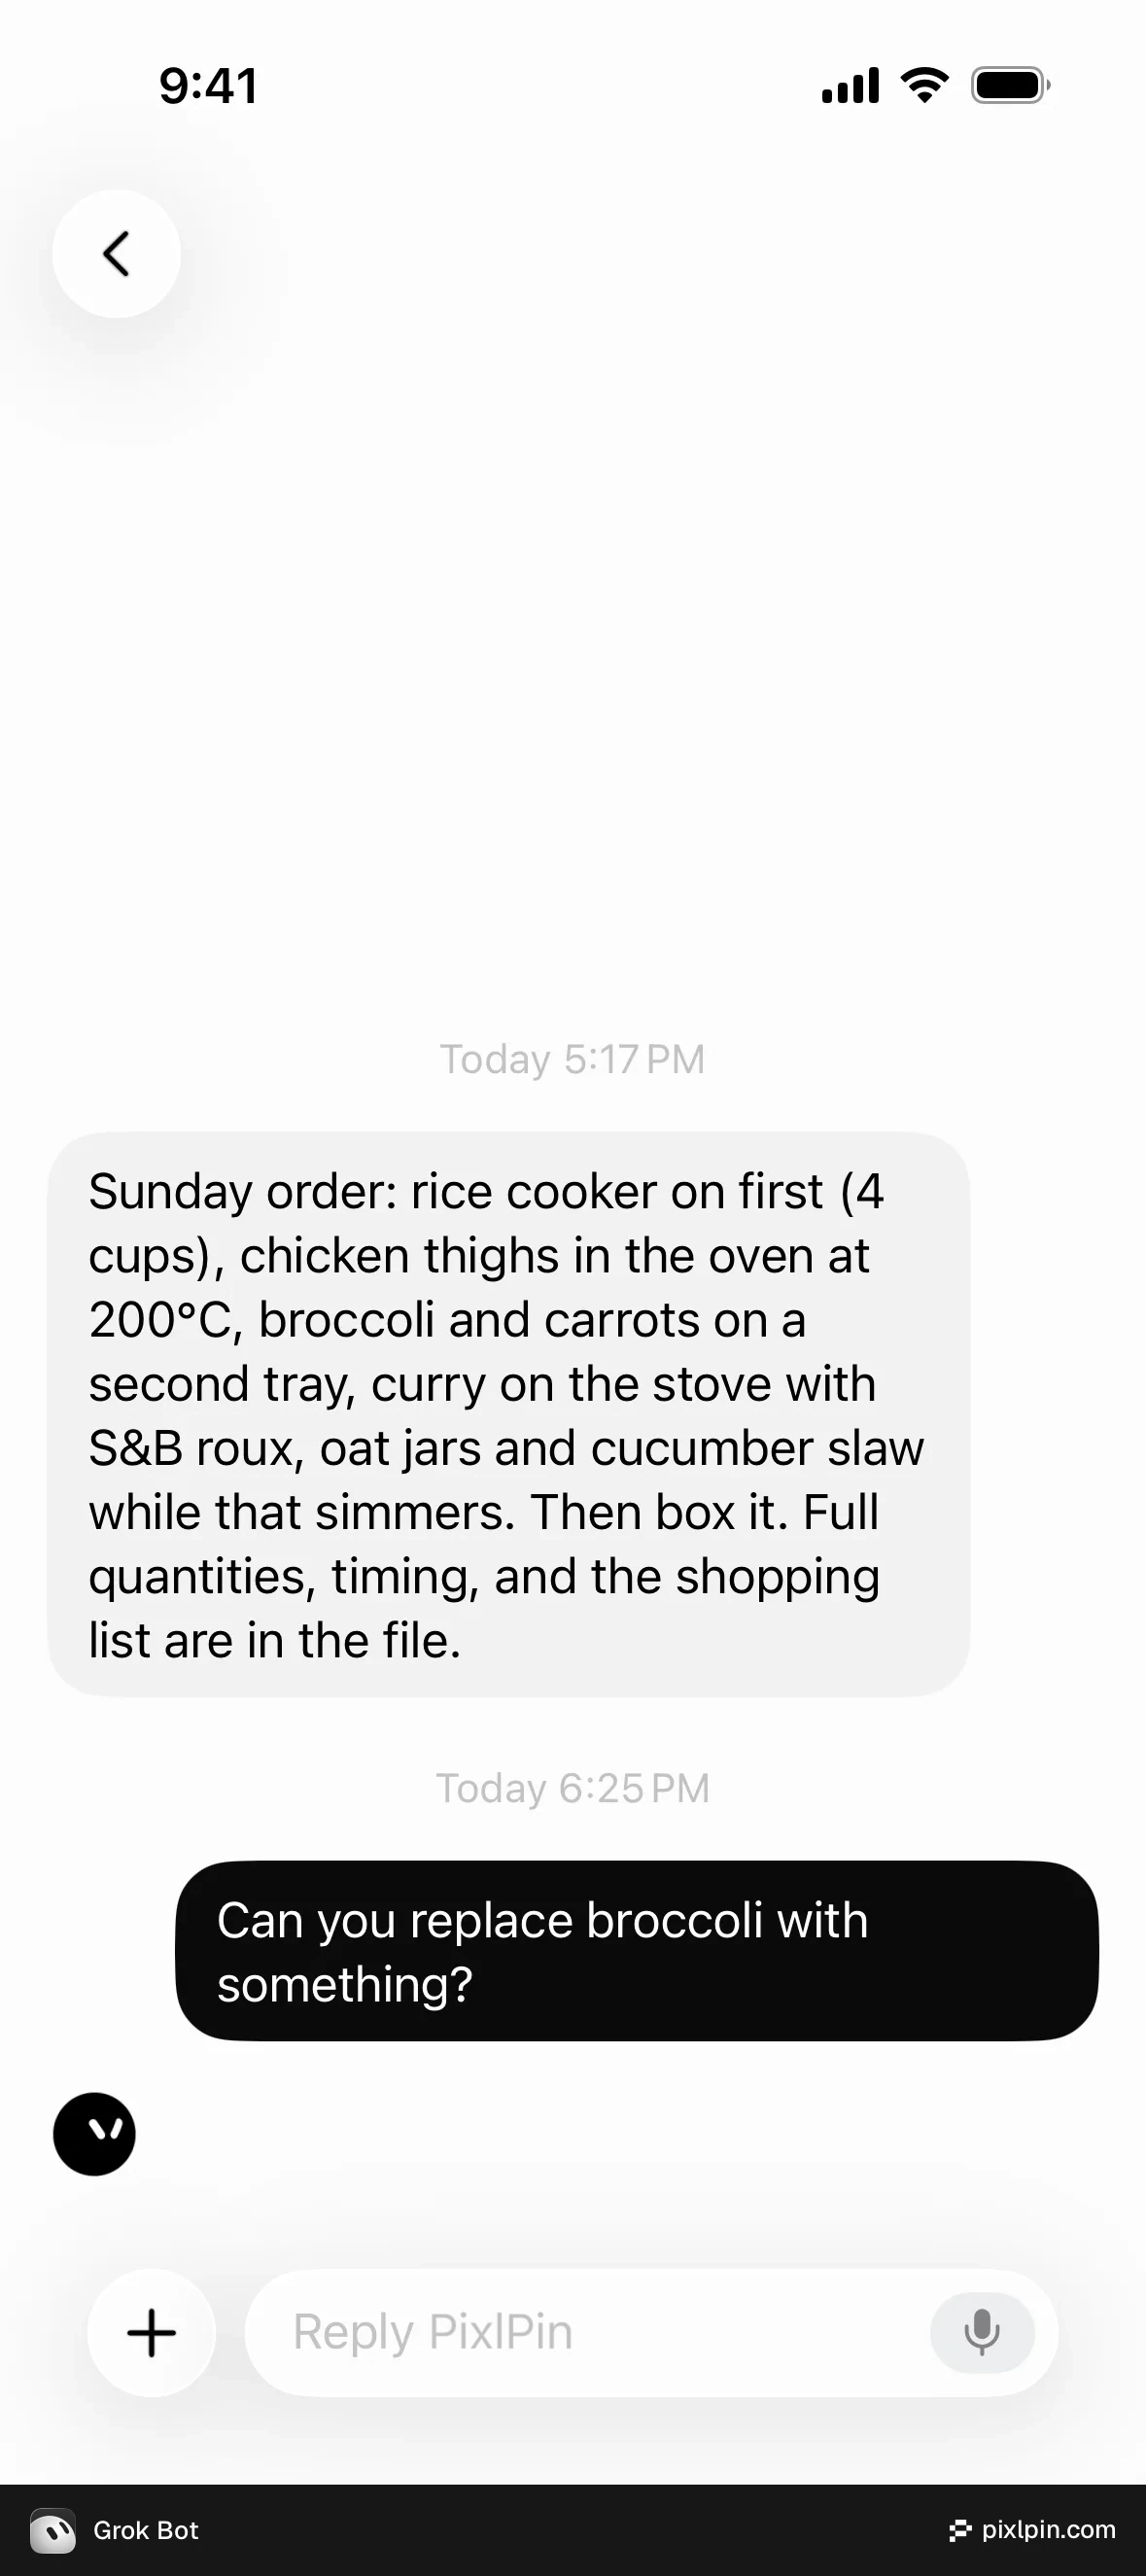 9:41
Today 5:17 PM
Sunday order: rice cooker on first (4
cups), chicken thighs in the oven at
200°C, broccoli and carrots on a
second tray, curry on the stove with
S&B roux, oat jars and cucumber slaw
while that simmers. Then box it. Full
quantities, timing, and the shopping
list are in the file.
Today 6:25 PM
Can you replace broccoli with
something?
Reply PixlPin
Grok Bot
pixlpin.com